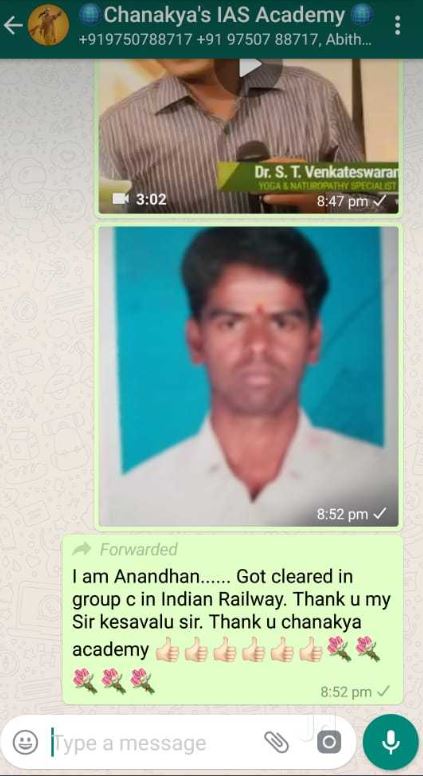 Chanakya's IAS Academy
+919750788717 +91 97507 88717, Abith...
Dr. S. T. Venkateswaran
YOGA & NATUROPATHY SPECIALIST
3:02
8:47 pm
8:52 pm
Forwarded
I am Anandhan...... Got cleared in
group c in Indian Railway. Thank u my
Sir kesavalu sir. Thank u chanakya
academy 👍🏻👍🏻👍🏻👍🏻👍🏻👍🏻💐💐
💐💐💐
8:52 pm
Type a message
Jd